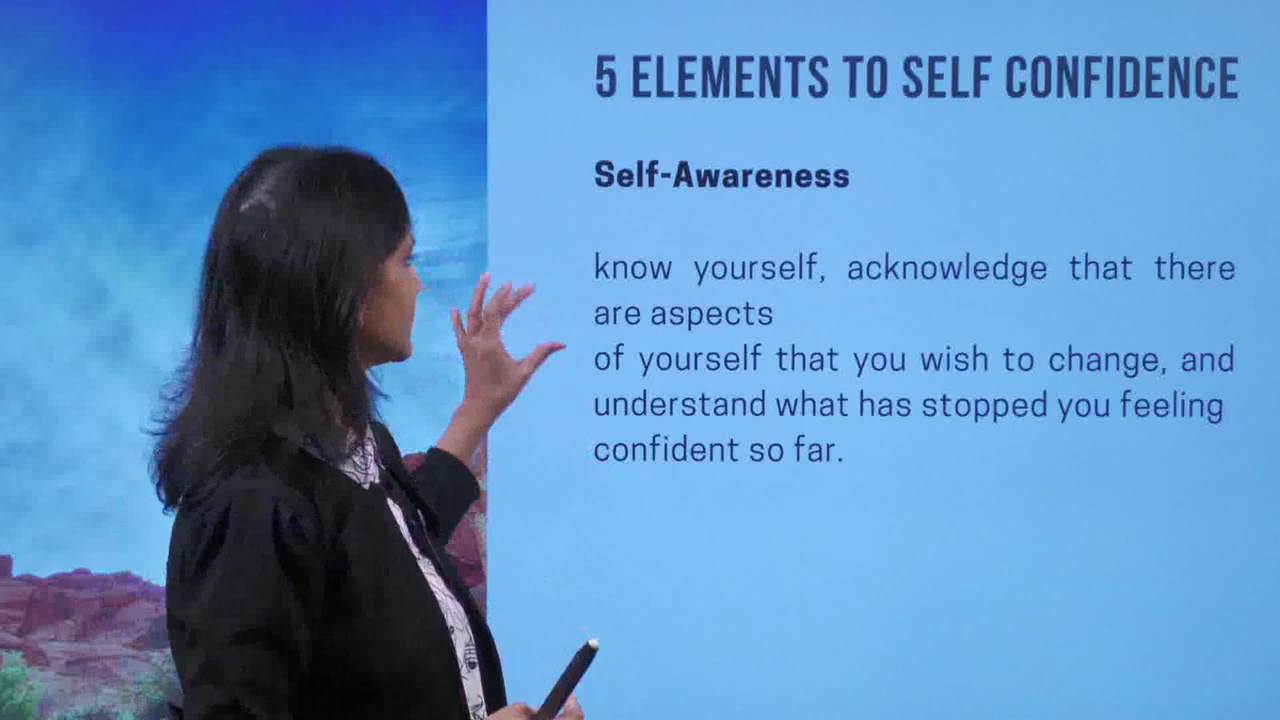 5 ELEMENTS TO SELF CONFIDENCE
Self-Awareness
know yourself, acknowledge that there
are aspects
of yourself that you wish to change, and
understand what has stopped you feeling
confident so far.